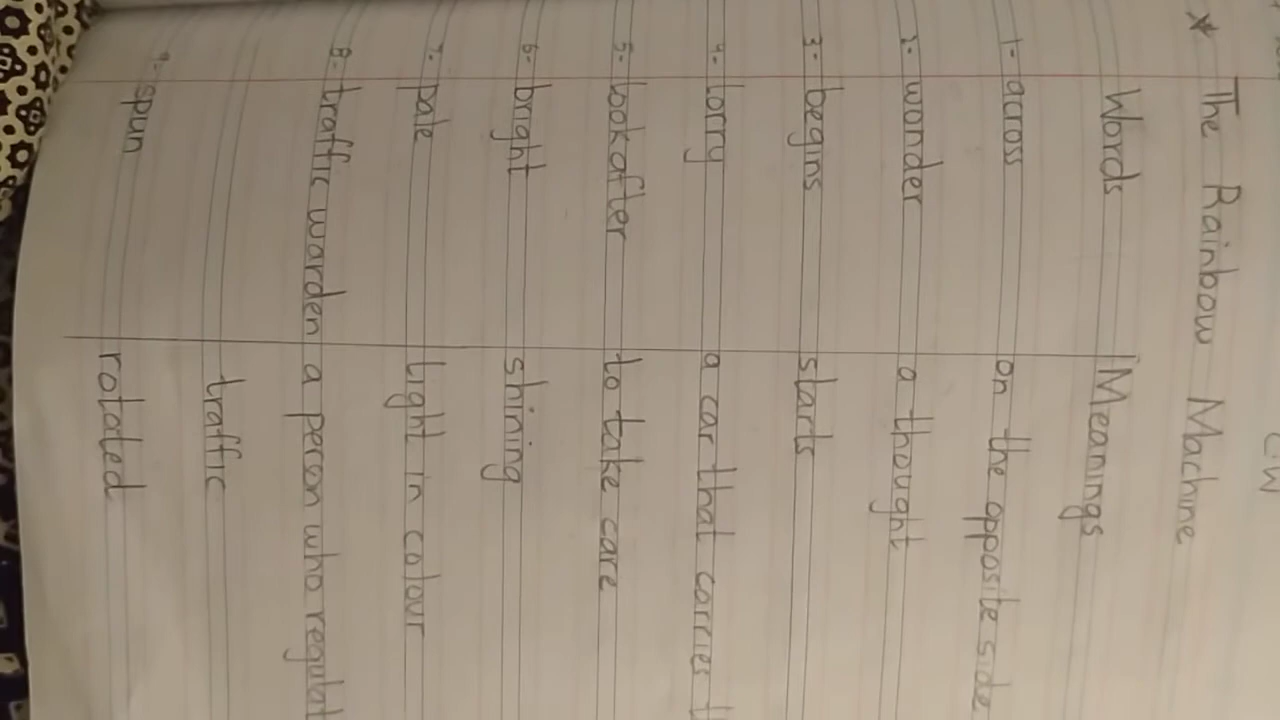 C.W
* The Rainbow Machine
Words Meanings
1- across on the opposite side
2- wonder a thought
3- begins starts
4- lorry a car that carries
5- look after to take care
6- bright shining
7- pale light in colour
8- traffic warden a person who regulat
traffic
9- spun rotated